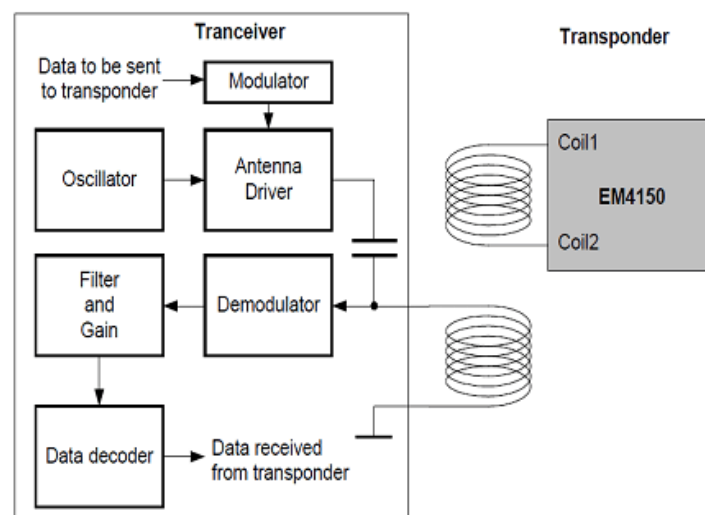 Tranceiver
Transponder
Data to be sent
to transponder
Modulator
Oscillator
Antenna
Driver
Coil1
EM4150
Coil2
Filter
and
Gain
Demodulator
Data decoder
Data received
from transponder